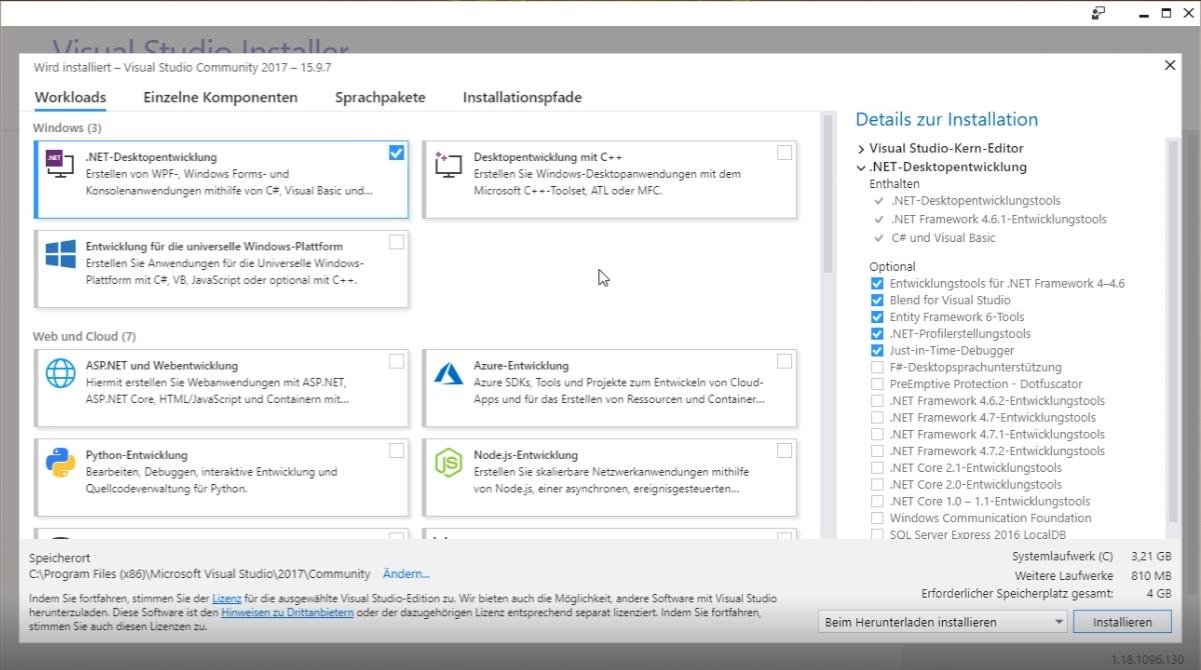 Visual Studio Installer
Wird installiert – Visual Studio Community 2017 – 15.9.7
Workloads
Einzelne Komponenten
Sprachpakete
Installationspfade
Windows (3)
.NET
.NET-Desktopentwicklung
Erstellen von WPF-, Windows Forms- und
Konsolenanwendungen mithilfe von C#, Visual Basic und...
Desktopentwicklung mit C++
Erstellen Sie Windows-Desktopanwendungen mit dem
Microsoft C++-Toolset, ATL oder MFC.
Entwicklung für die universelle Windows-Plattform
Erstellen Sie Anwendungen für die Universelle Windows-
Plattform mit C#, VB, JavaScript oder optional mit C++.
Web und Cloud (7)
ASP.NET und Webentwicklung
Hiermit erstellen Sie Webanwendungen mit ASP.NET,
ASP.NET Core, HTML/JavaScript und Containern mit...
Azure-Entwicklung
Azure SDKs, Tools und Projekte zum Entwickeln von Cloud-
Apps und für das Erstellen von Ressourcen und Container...
Python-Entwicklung
Bearbeiten, Debuggen, interaktive Entwicklung und
Quellcodeverwaltung für Python.
JS
Node.js-Entwicklung
Erstellen Sie skalierbare Netzwerkanwendungen mithilfe
von Node.js, einer asynchronen, ereignisgesteuerten...
Details zur Installation
Visual Studio-Kern-Editor
.NET-Desktopentwicklung
Enthalten
.NET-Desktopentwicklungstools
.NET Framework 4.6.1-Entwicklungstools
C# und Visual Basic
Optional
Entwicklungstools für .NET Framework 4–4.6
Blend for Visual Studio
Entity Framework 6-Tools
.NET-Profilerstellungstools
Just-in-Time-Debugger
F#-Desktopsprachunterstützung
PreEmptive Protection - Dotfuscator
.NET Framework 4.6.2-Entwicklungstools
.NET Framework 4.7-Entwicklungstools
.NET Framework 4.7.1-Entwicklungstools
.NET Framework 4.7.2-Entwicklungstools
.NET Core 2.1-Entwicklungstools
.NET Core 2.0-Entwicklungstools
.NET Core 1.0 – 1.1-Entwicklungstools
Windows Communication Foundation
SQL Server Express 2016 LocalDB
Speicherort
C:\Program Files (x86)\Microsoft Visual Studio\2017\Community Ändern...
Indem Sie fortfahren, stimmen Sie der Lizenz für die ausgewählte Visual Studio-Edition zu. Wir bieten auch die Möglichkeit, andere Software mit Visual Studio
herunterzuladen. Diese Software ist den Hinweisen zu Drittanbietern oder der dazugehörigen Lizenz entsprechend separat lizenziert. Indem Sie fortfahren,
stimmen Sie auch diesen Lizenzen zu.
Systemlaufwerk (C) 3,21 GB
Weitere Laufwerke 810 MB
Erforderlicher Speicherplatz gesamt: 4 GB
Beim Herunterladen installieren
Installieren
1.18.1096.130